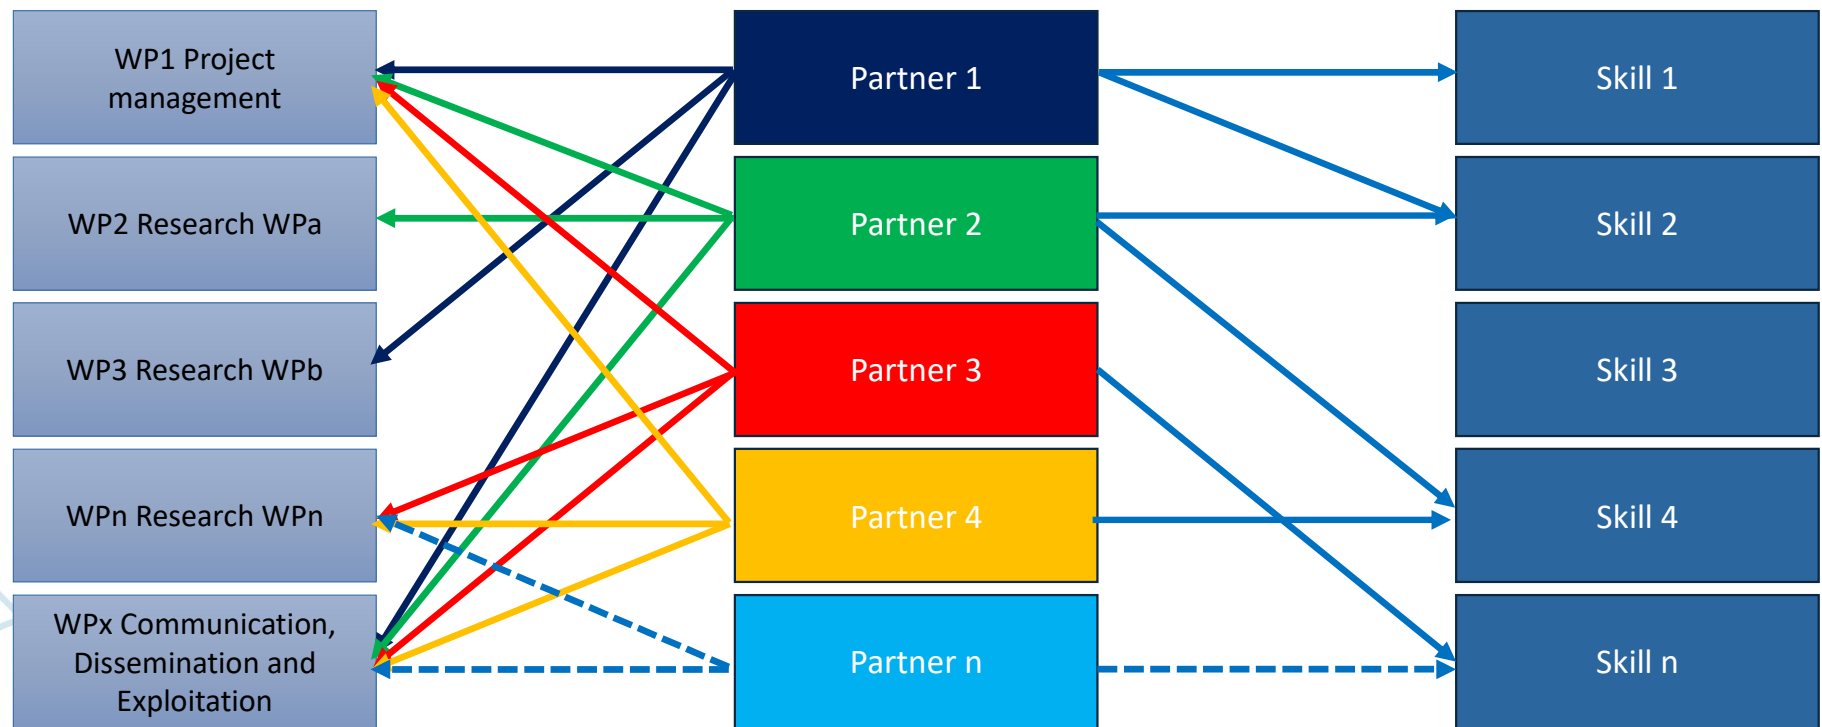 WP1 Project
management
Partner 1
Skill 1
WP2 Research WPa
Partner 2
Skill 2
WP3 Research WPb
Partner 3
Skill 3
WPn Research WPn
Partner 4
Skill 4
WPx Communication,
Dissemination and
Exploitation
Partner n
Skill n